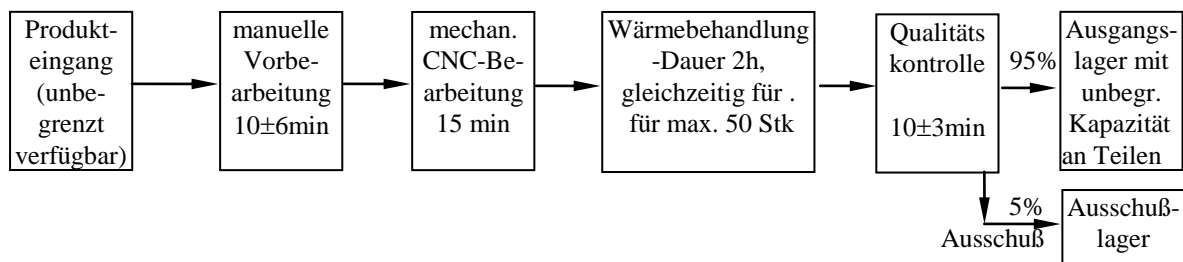 Produkt-
eingang
(unbe-
grenzt
verfügbar)
manuelle
Vorbe-
arbeitung
10±6min
mechan.
CNC-Be-
arbeitung
15 min
Wärmebehandlung
-Dauer 2h,
gleichzeitig für .
für max. 50 Stk
Qualitäts
kontrolle
10±3min
95%
Ausgangs-
lager mit
unbegr.
Kapazität
an Teilen
5%
Ausschuß
Ausschuß-
lager